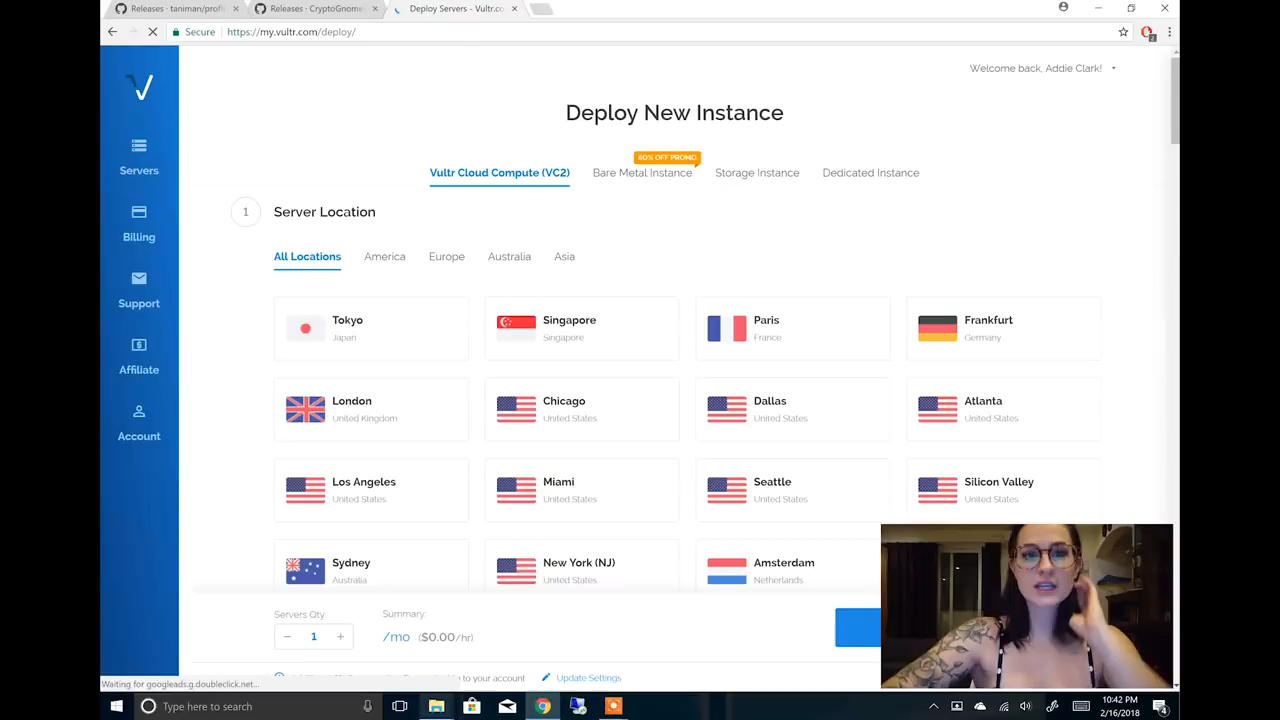 Releases · taniman/profi
Releases · CryptoGnome
Deploy Servers - Vultr.co
Secure
https://my.vultr.com/deploy/
Welcome back, Addie Clark!
Deploy New Instance
60% OFF PROMO
Vultr Cloud Compute (VC2)
Bare Metal Instance
Storage Instance
Dedicated Instance
Servers
Billing
Support
Affiliate
Account
1
Server Location
All Locations
America
Europe
Australia
Asia
Tokyo
Japan
Singapore
Singapore
Paris
France
Frankfurt
Germany
London
United Kingdom
Chicago
United States
Dallas
United States
Atlanta
United States
Los Angeles
United States
Miami
United States
Seattle
United States
Silicon Valley
United States
Sydney
Australia
New York (NJ)
United States
Amsterdam
Netherlands
Servers Qty:
1
Summary:
/mo ($0.00/hr)
to your account
Update Settings
Waiting for googleads.g.doubleclick.net...
Type here to search
10:42 PM
2/16/2018
4